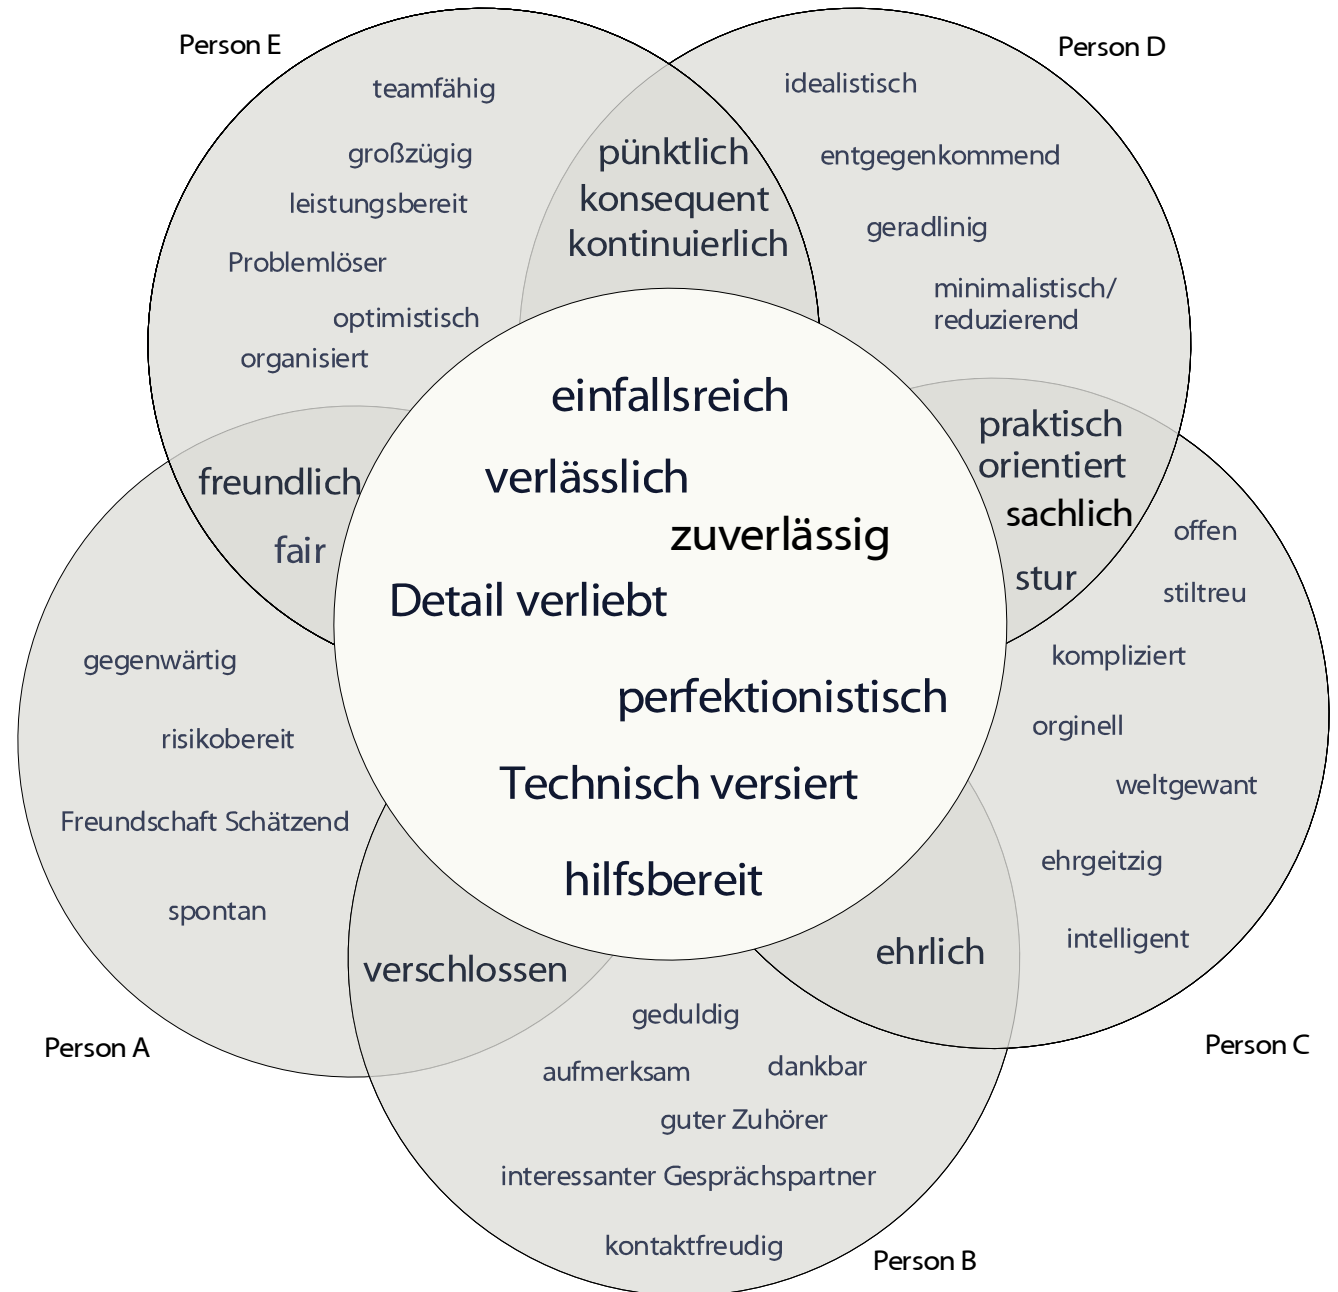 Person E
Person D
teamfähig
großzügig
leistungsbereit
Problemlöser
optimistisch
organisiert
pünktlich
konsequent
kontinuierlich
idealistisch
entgegenkommend
geradlinig
minimalistisch/
reduzierend
freundlich
fair
einfallsreich
verlässlich
zuverlässig
Detail verliebt
perfektionistisch
Technisch versiert
hilfsbereit
praktisch
orientiert
sachlich
stur
offen
stiltreu
kompliziert
orginell
weltgewant
ehrgeitzig
intelligent
gegenwärtig
risikobereit
Freundschaft Schätzend
spontan
verschlossen
ehrlich
Person A
Person C
geduldig
aufmerksam
dankbar
guter Zuhörer
interessanter Gesprächspartner
kontaktfreudig
Person B